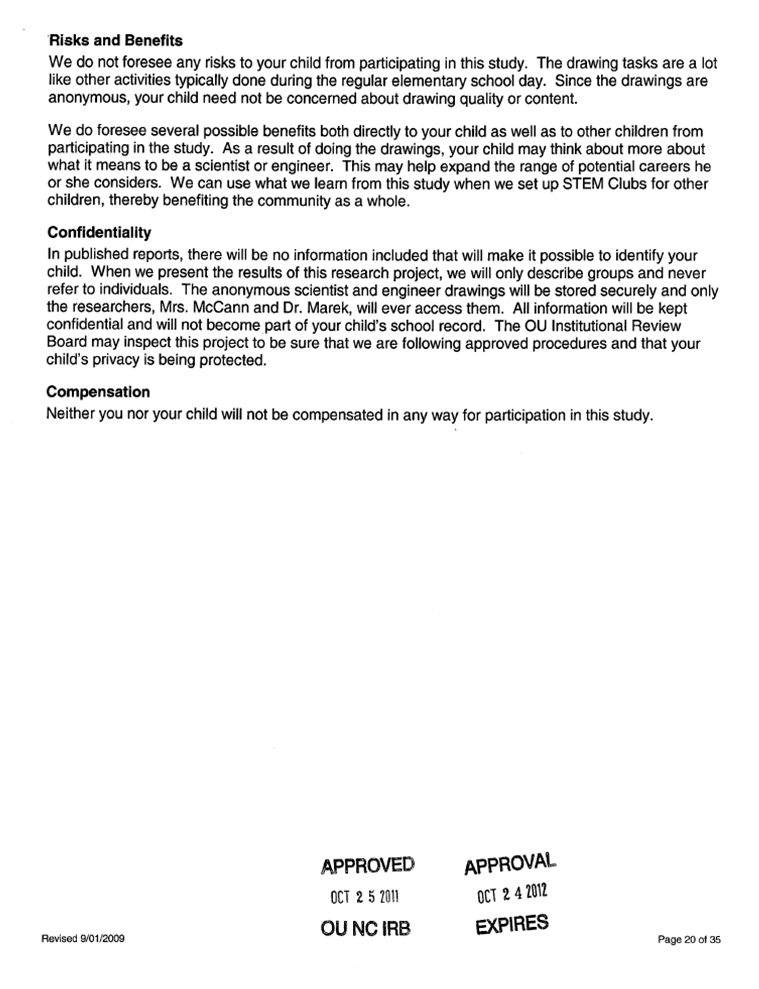 Risks and Benefits
We do not foresee any risks to your child from participating in this study. The drawing tasks are a lot
like other activities typically done during the regular elementary school day. Since the drawings are
anonymous, your child need not be concerned about drawing quality or content.
We do foresee several possible benefits both directly to your child as well as to other children from
participating in the study. As a result of doing the drawings, your child may think about more about
what it means to be a scientist or engineer. This may help expand the range of potential careers he
or she considers. We can use what we learn from this study when we set up STEM Clubs for other
children, thereby benefiting the community as a whole.
Confidentiality
In published reports, there will be no information included that will make it possible to identify your
child. When we present the results of this research project, we will only describe groups and never
refer to individuals. The anonymous scientist and engineer drawings will be stored securely and only
the researchers, Mrs. McCann and Dr. Marek, will ever access them. All information will be kept
confidential and will not become part of your child's school record. The OU Institutional Review
Board may inspect this project to be sure that we are following approved procedures and that your
child's privacy is being protected.
Compensation
Neither you nor your child will not be compensated in any way for participation in this study.
APPROVED
OCT 25 2011
OU NC IRB
APPROVAL
OCT 24 2012
EXPIRES
Revised 9/01/2009
Page 20 of 35